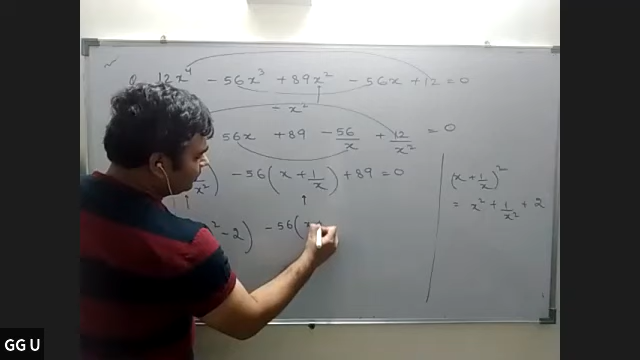 12x⁴ - 56x³ + 89x² - 56x + 12 = 0
÷ x²
56x + 89 - 56/x + 12/x² = 0
1/x²) - 56(x + 1/x) + 89 = 0
² - 2) - 56(x
(x + 1/x)²
= x² + 1/x² + 2
GG U